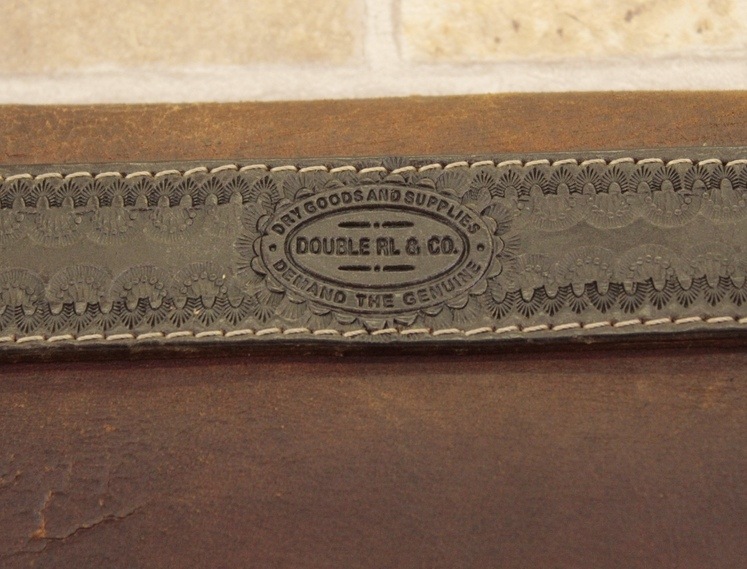 DRY GOODS AND SUPPLIES
DOUBLE RL & CO.
DEMAND THE GENUINE